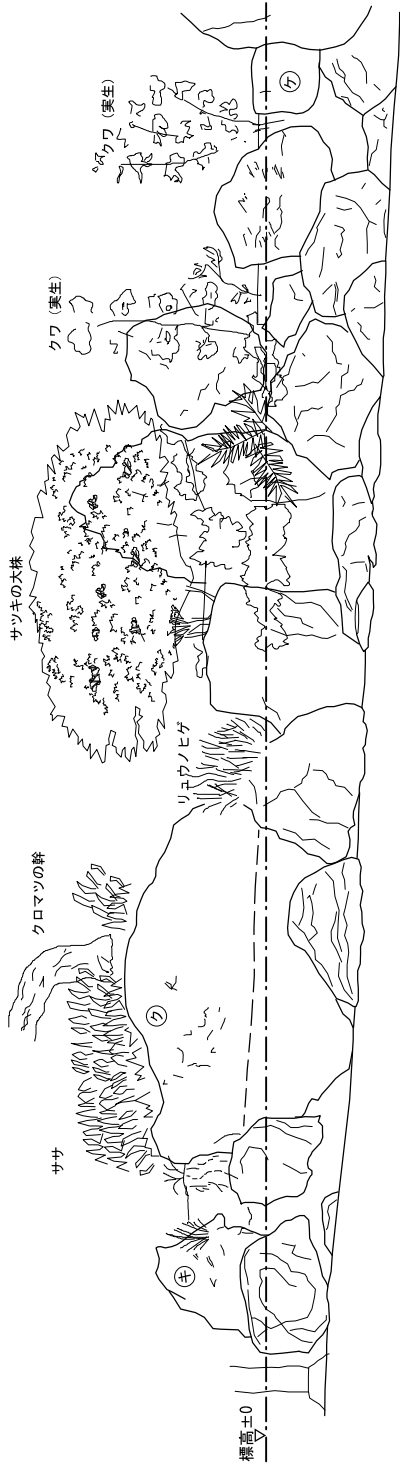 標高±0
キ
ササ
ク
クロマツの幹
リュウノヒゲ
サツキの大株
クワ（実生）
クワ（実生）
ケ